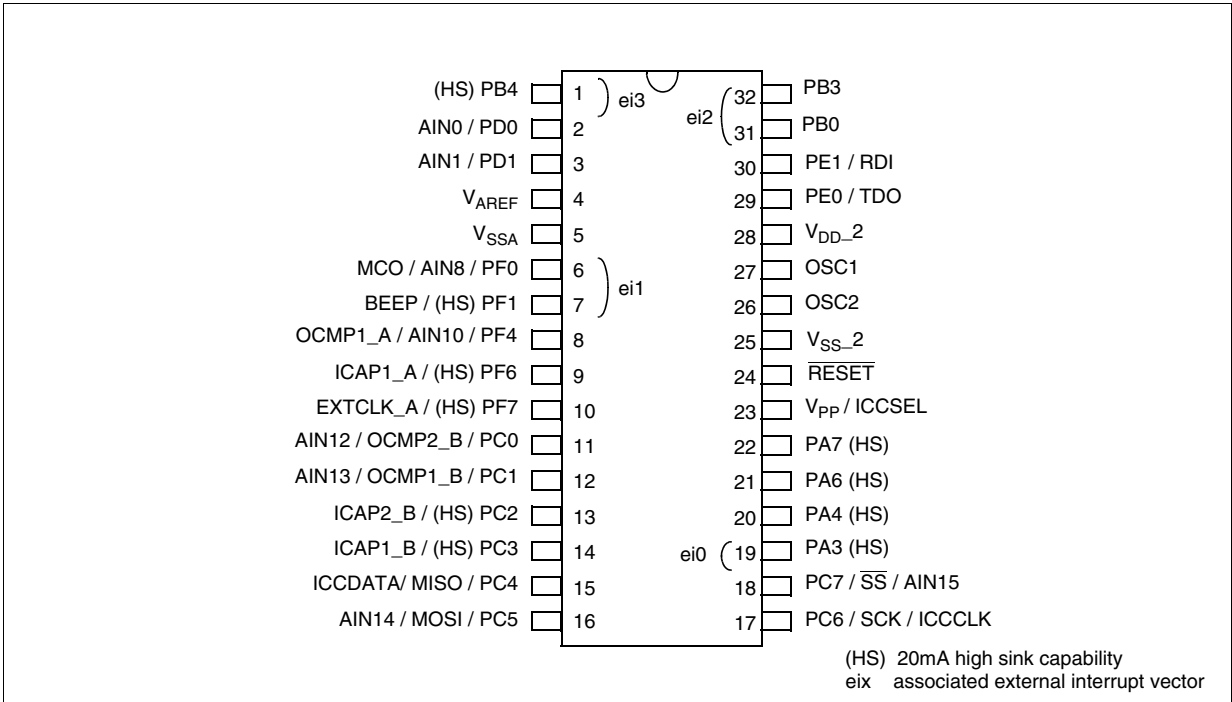 (HS) PB4 1 ei3 ei2 32 PB3
AIN0 / PD0 2 31 PB0
AIN1 / PD1 3 30 PE1 / RDI
VAREF 4 29 PE0 / TDO
VSSA 5 28 VDD_2
MCO / AIN8 / PF0 6 ei1 27 OSC1
BEEP / (HS) PF1 7 26 OSC2
OCMP1_A / AIN10 / PF4 8 25 VSS_2
ICAP1_A / (HS) PF6 9 24 RESET
EXTCLK_A / (HS) PF7 10 23 VPP / ICCSEL
AIN12 / OCMP2_B / PC0 11 22 PA7 (HS)
AIN13 / OCMP1_B / PC1 12 21 PA6 (HS)
ICAP2_B / (HS) PC2 13 20 PA4 (HS)
ICAP1_B / (HS) PC3 14 ei0 19 PA3 (HS)
ICCDATA/ MISO / PC4 15 18 PC7 / SS / AIN15
AIN14 / MOSI / PC5 16 17 PC6 / SCK / ICCCLK
(HS) 20mA high sink capability
eix associated external interrupt vector